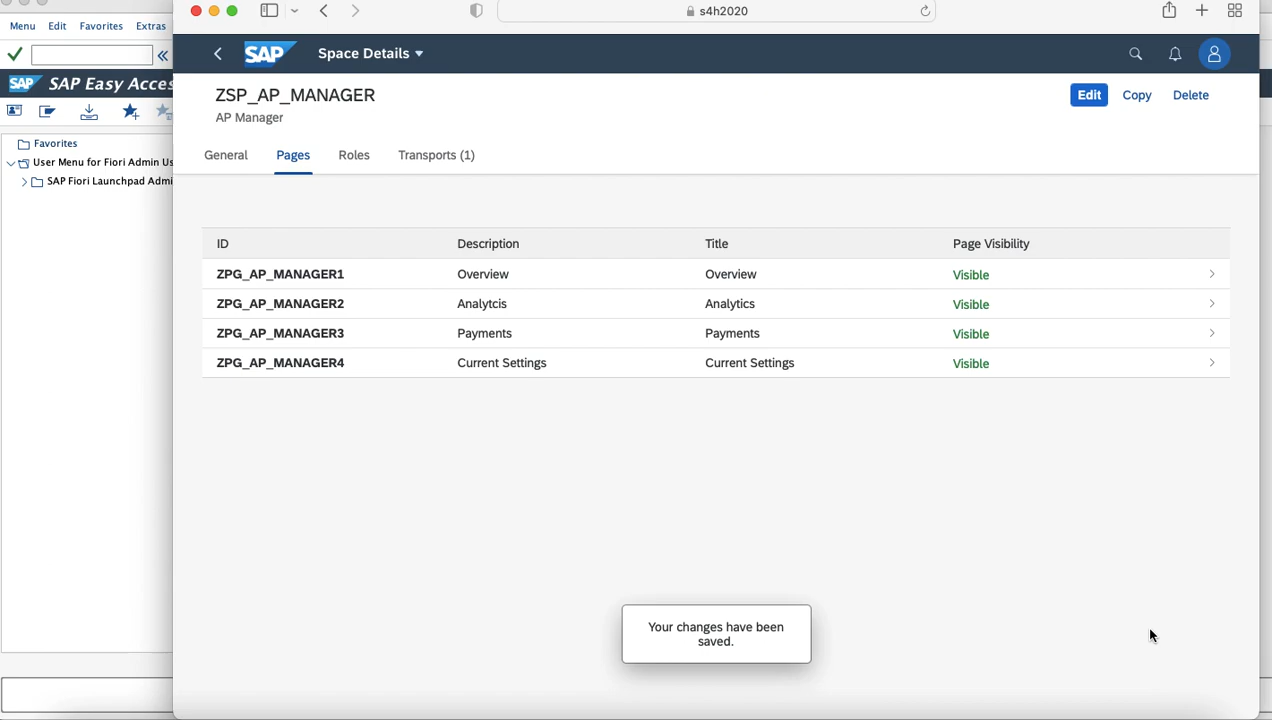 s4h2020
Menu Edit Favorites Extras
SAP Space Details
SAP SAP Easy Acces
ZSP_AP_MANAGER
AP Manager
Edit Copy Delete
General Pages Roles Transports (1)
Favorites
User Menu for Fiori Admin Us
SAP Fiori Launchpad Admi
ID Description Title Page Visibility
ZPG_AP_MANAGER1 Overview Overview Visible
ZPG_AP_MANAGER2 Analytcis Analytics Visible
ZPG_AP_MANAGER3 Payments Payments Visible
ZPG_AP_MANAGER4 Current Settings Current Settings Visible
Your changes have been
saved.